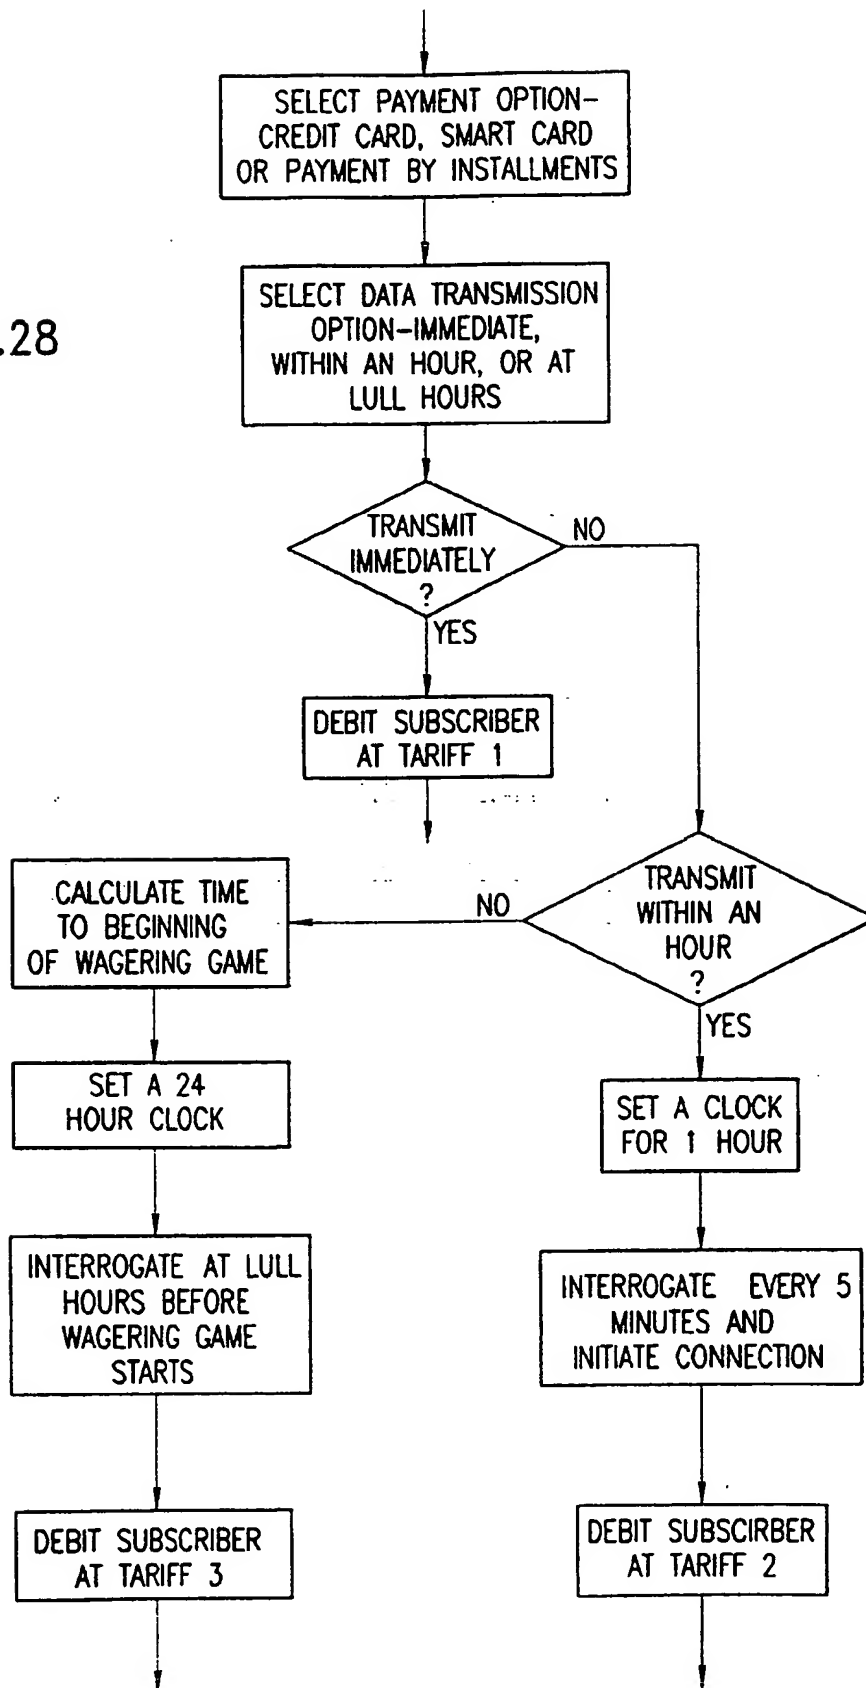 SELECT PAYMENT OPTION-
CREDIT CARD, SMART CARD
OR PAYMENT BY INSTALLMENTS
SELECT DATA TRANSMISSION
OPTION-IMMEDIATE,
WITHIN AN HOUR, OR AT
LULL HOURS
.28
TRANSMIT
IMMEDIATELY
?
NO
YES
DEBIT SUBSCRIBER
AT TARIFF 1
TRANSMIT
WITHIN AN
HOUR
?
NO
YES
CALCULATE TIME
TO BEGINNING
OF WAGERING GAME
SET A 24
HOUR CLOCK
SET A CLOCK
FOR 1 HOUR
INTERROGATE AT LULL
HOURS BEFORE
WAGERING GAME
STARTS
INTERROGATE EVERY 5
MINUTES AND
INITIATE CONNECTION
DEBIT SUBSCRIBER
AT TARIFF 3
DEBIT SUBSCIRBER
AT TARIFF 2